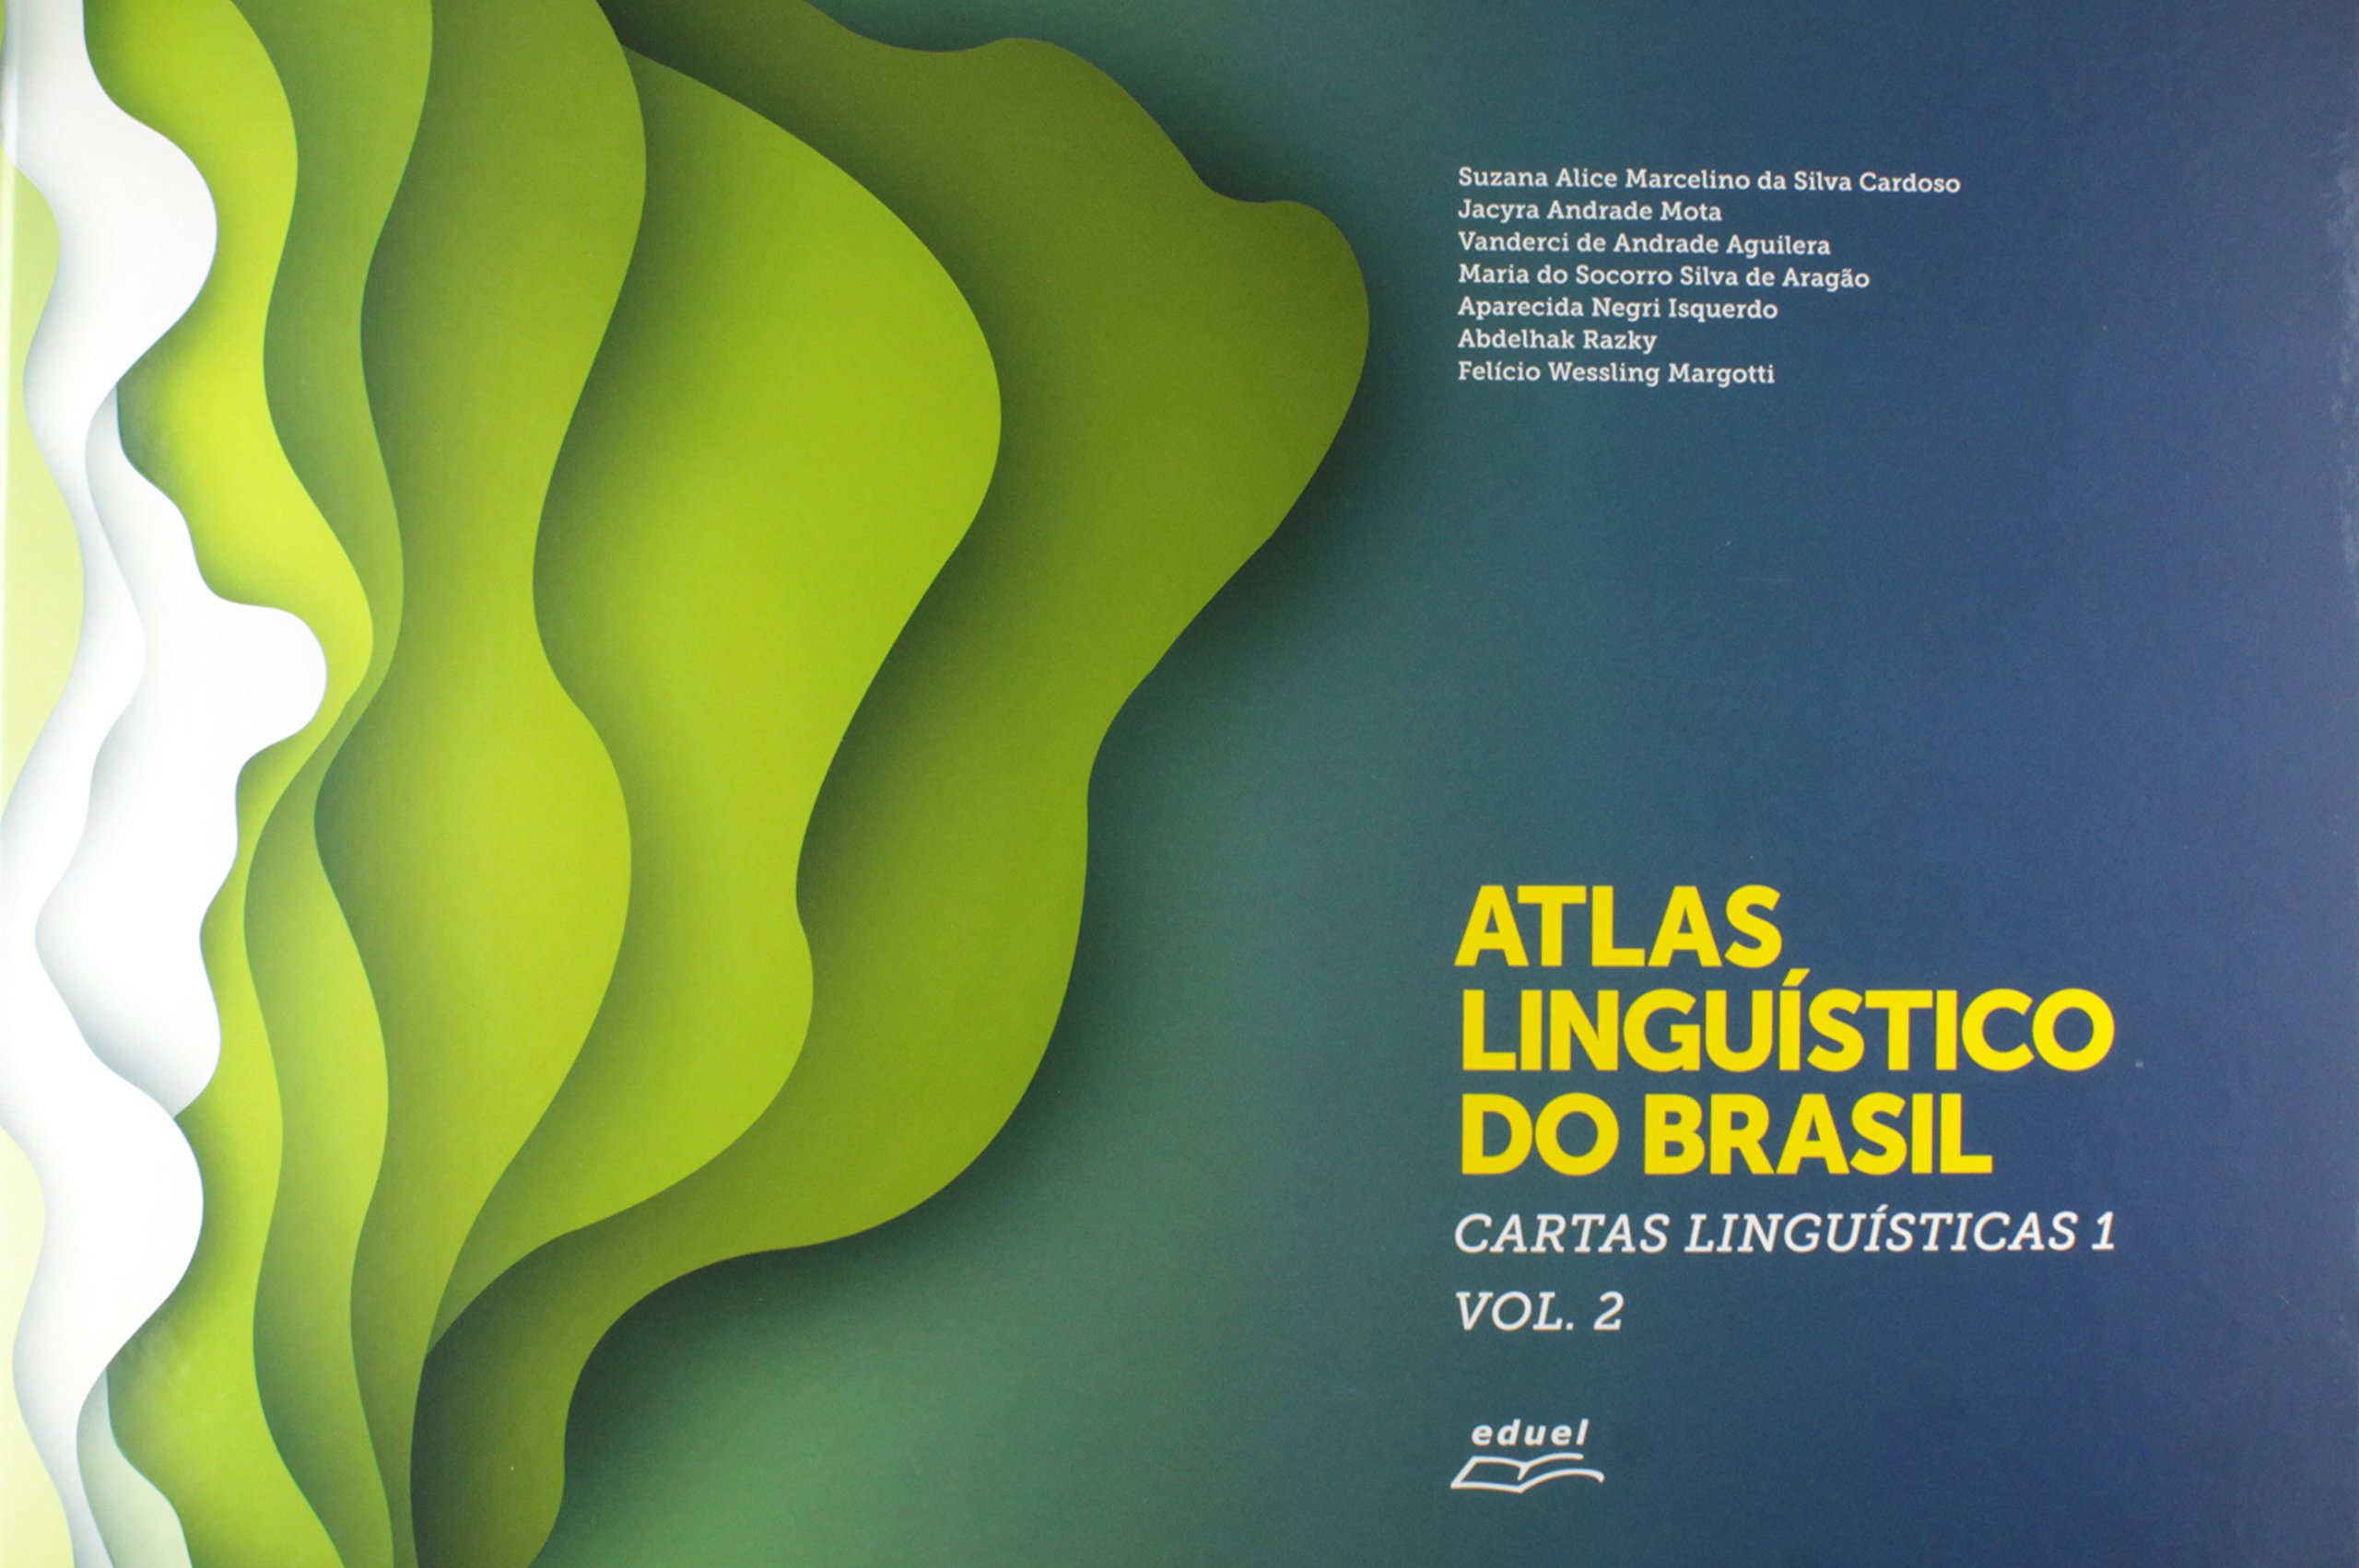 Suzana Alice Marcelino da Silva Cardoso
Jacyra Andrade Mota
Vanderci de Andrade Aguilera
Maria do Socorro Silva de Aragão
Aparecida Negri Isquerdo
Abdelhak Razky
Felício Wessling Margotti
ATLAS
LINGUÍSTICO
DO BRASIL
CARTAS LINGUÍSTICAS 1
VOL. 2
eduel